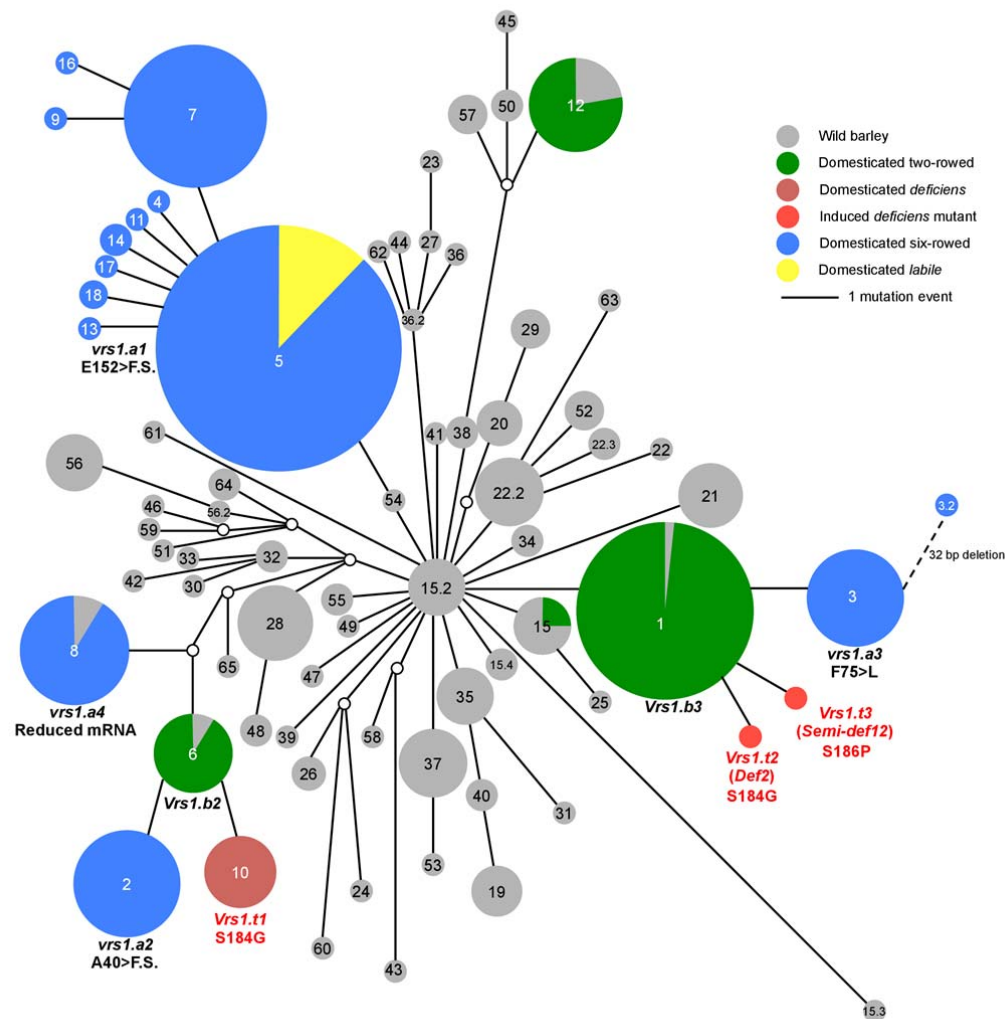 45
16
7
12
57
50
9
Wild barley
Domesticated two-rowed
Domesticated deficiens
Induced deficiens mutant
Domesticated six-rowed
Domesticated labile
1 mutation event
23
4
11
14
17
18
13
vrs1.a1
E152>F.S.
5
62
44
27
36
36.2
63
29
20
52
22.3
22
22.2
61
41
38
56
64
54
21
56.2
46
59
51
33
32
42
30
34
15.2
3.2
32 bp deletion
55
49
28
15
1
Vrs1.b3
3
vrs1.a3
F75>L
8
vrs1.a4
Reduced mRNA
65
47
15.4
25
48
39
26
58
35
37
40
31
Vrs1.t3
(Semi-def12)
S186P
Vrs1.t2
(Def2)
S184G
6
Vrs1.b2
2
vrs1.a2
A40>F.S.
10
Vrs1.t1
S184G
53
19
24
60
43
15.3